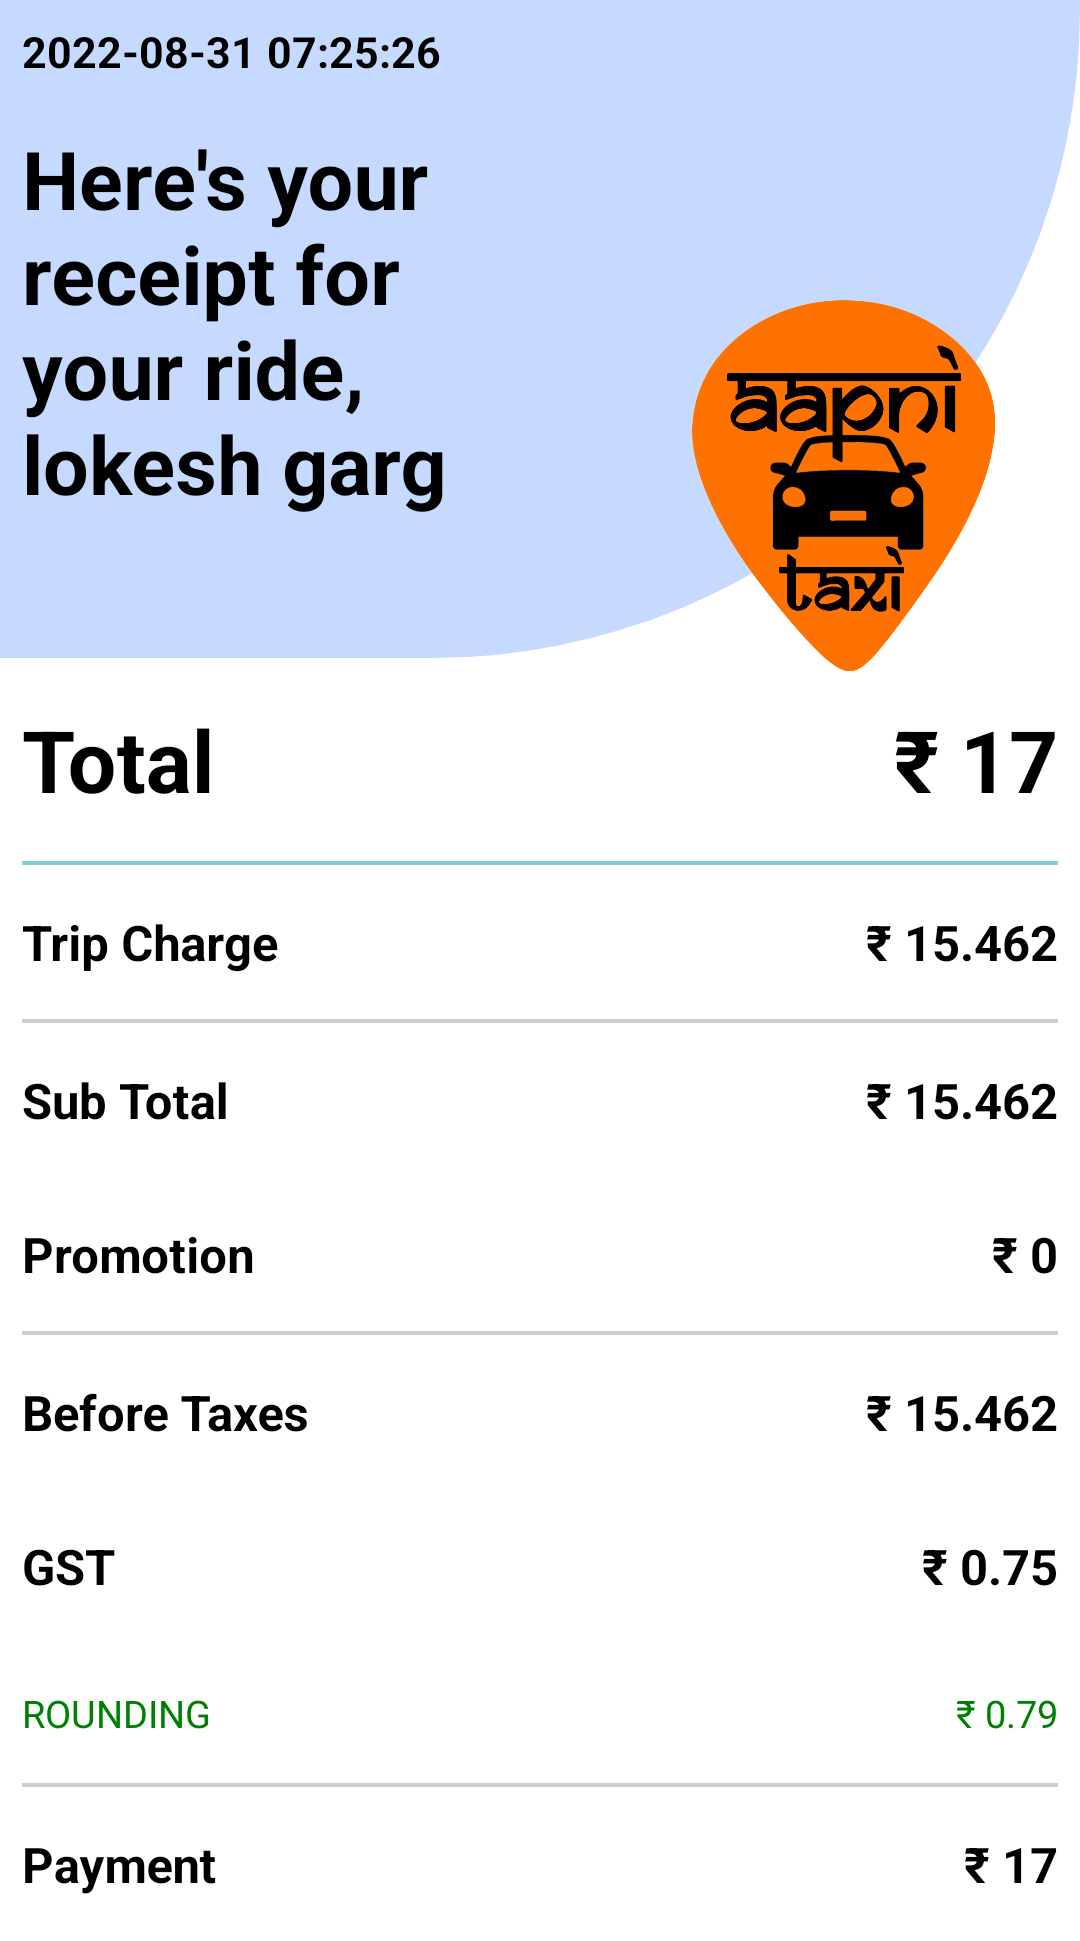 2022-08-31 07:25:26
Here's your
receipt for
your ride,
lokesh garg
aapni
taxi
Total ₹ 17
Trip Charge ₹ 15.462
Sub Total ₹ 15.462
Promotion ₹ 0
Before Taxes ₹ 15.462
GST ₹ 0.75
ROUNDING ₹ 0.79
Payment ₹ 17